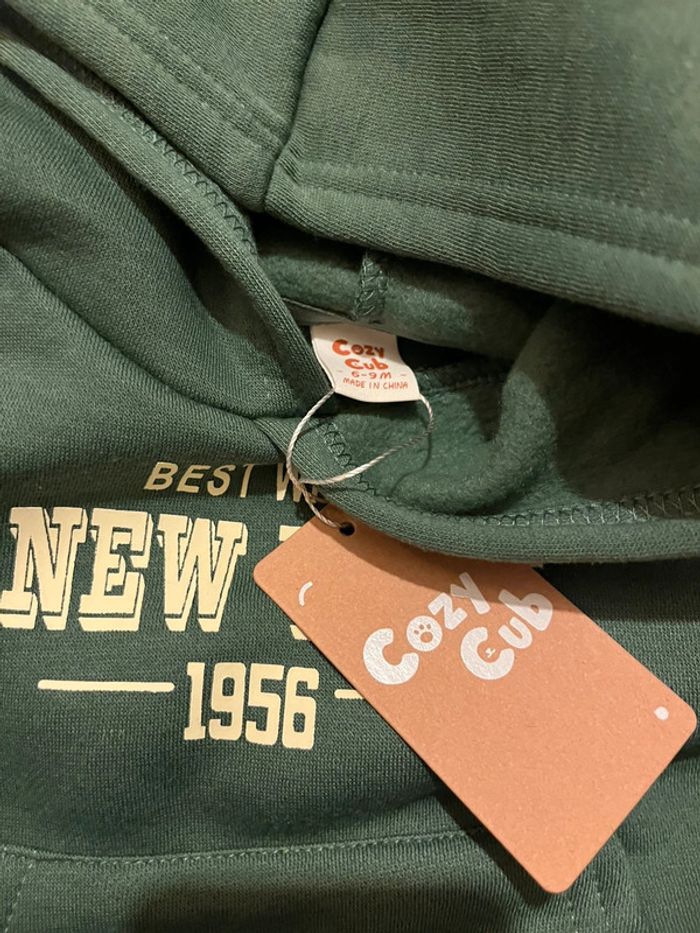 Cozy
Cub
6-9M
MADE IN CHINA
BEST
NEW
1956
Cozy
Cub